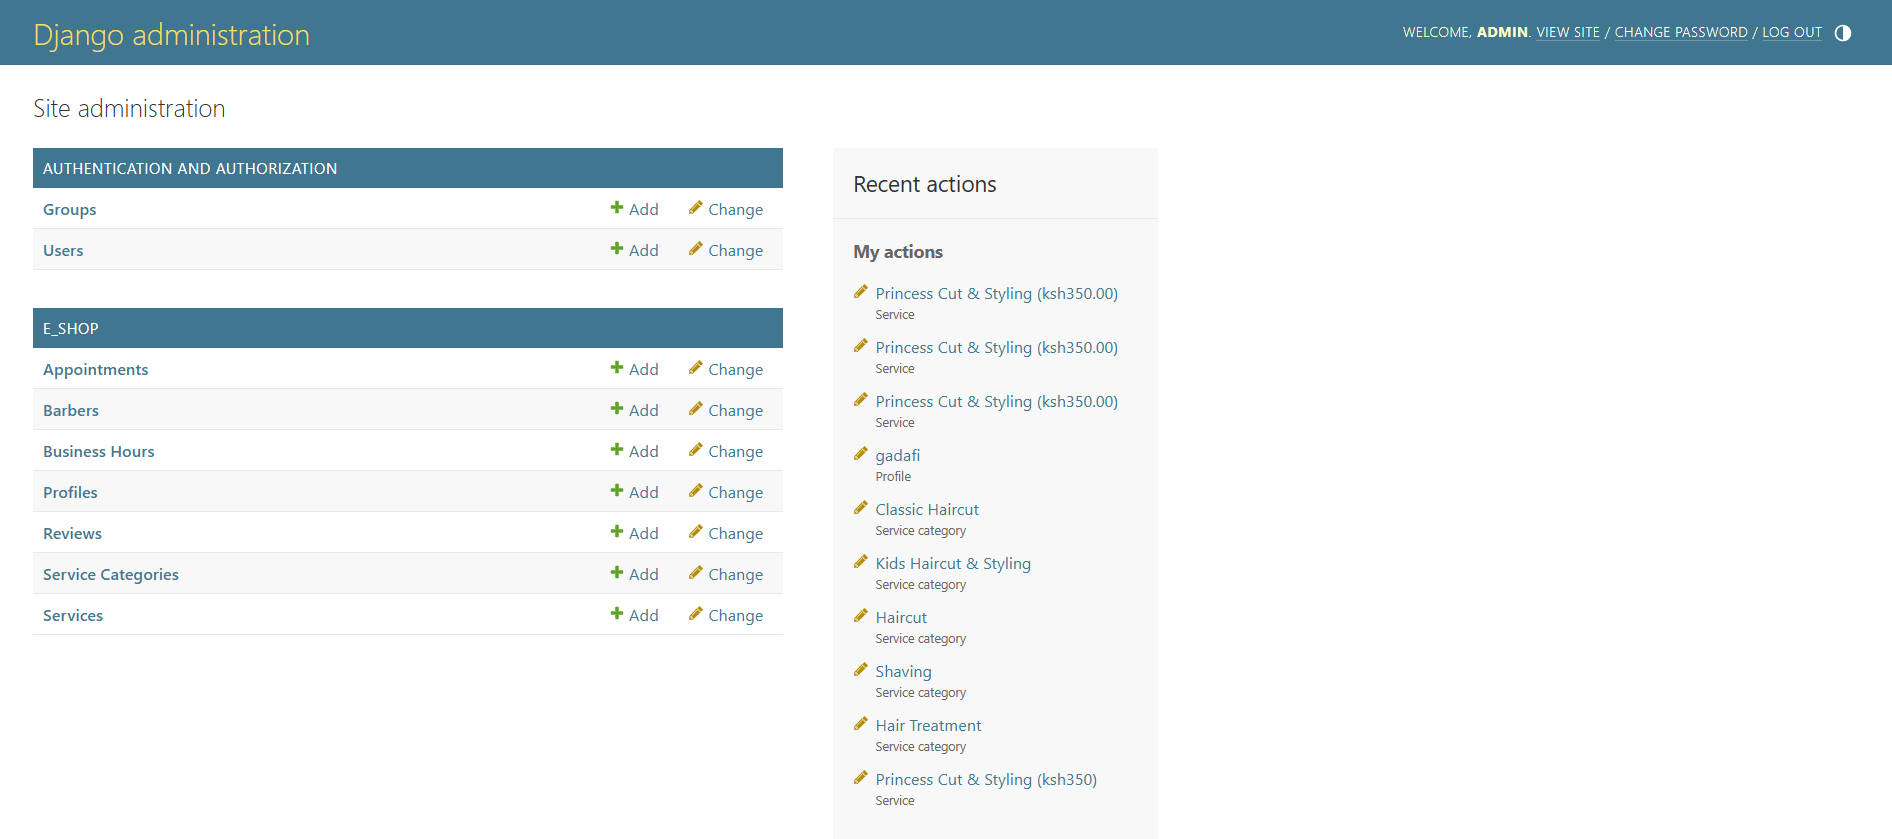 Django administration
WELCOME, ADMIN. VIEW SITE / CHANGE PASSWORD / LOG OUT
Site administration
AUTHENTICATION AND AUTHORIZATION
Groups Add Change
Users Add Change
E_SHOP
Appointments Add Change
Barbers Add Change
Business Hours Add Change
Profiles Add Change
Reviews Add Change
Service Categories Add Change
Services Add Change
Recent actions
My actions
Princess Cut & Styling (ksh350.00)
Service
Princess Cut & Styling (ksh350.00)
Service
Princess Cut & Styling (ksh350.00)
Service
gadafi
Profile
Classic Haircut
Service category
Kids Haircut & Styling
Service category
Haircut
Service category
Shaving
Service category
Hair Treatment
Service category
Princess Cut & Styling (ksh350)
Service